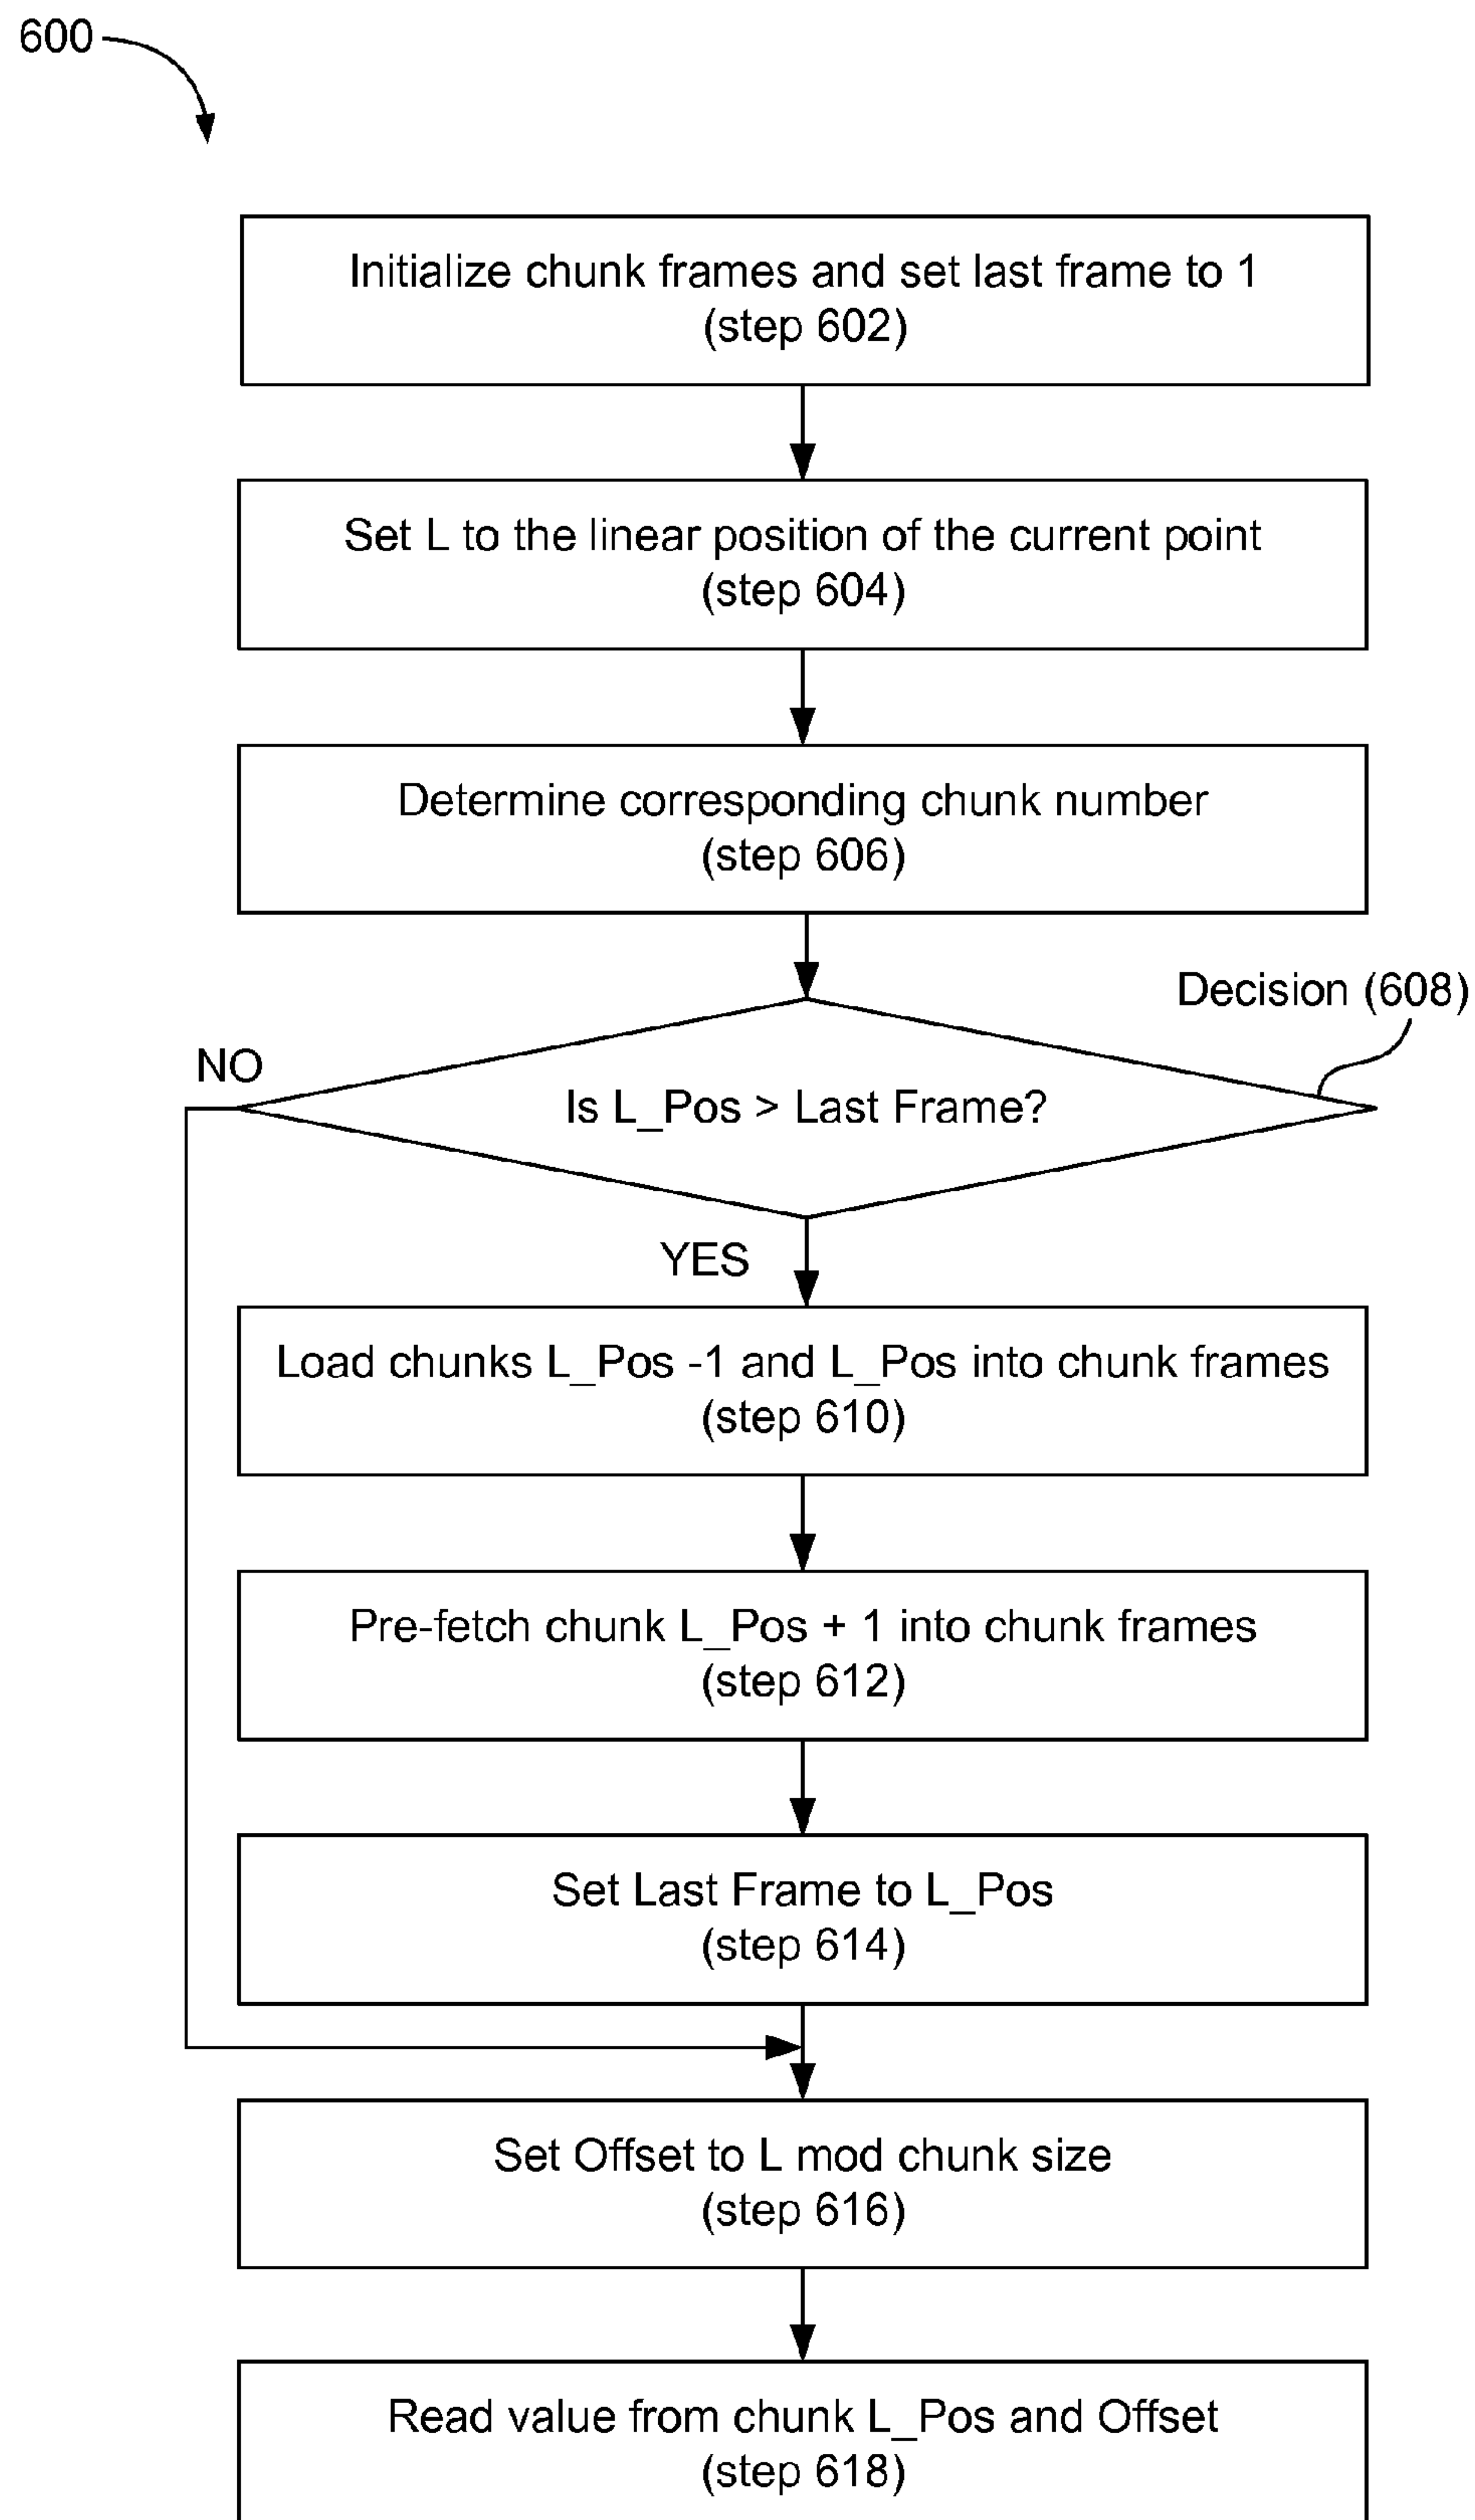 600
Initialize chunk frames and set last frame to 1
(step 602)
Set L to the linear position of the current point
(step 604)
Determine corresponding chunk number
(step 606)
Decision (608)
NO
Is L_Pos > Last Frame?
YES
Load chunks L_Pos -1 and L_Pos into chunk frames
(step 610)
Pre-fetch chunk L_Pos + 1 into chunk frames
(step 612)
Set Last Frame to L_Pos
(step 614)
Set Offset to L mod chunk size
(step 616)
Read value from chunk L_Pos and Offset
(step 618)